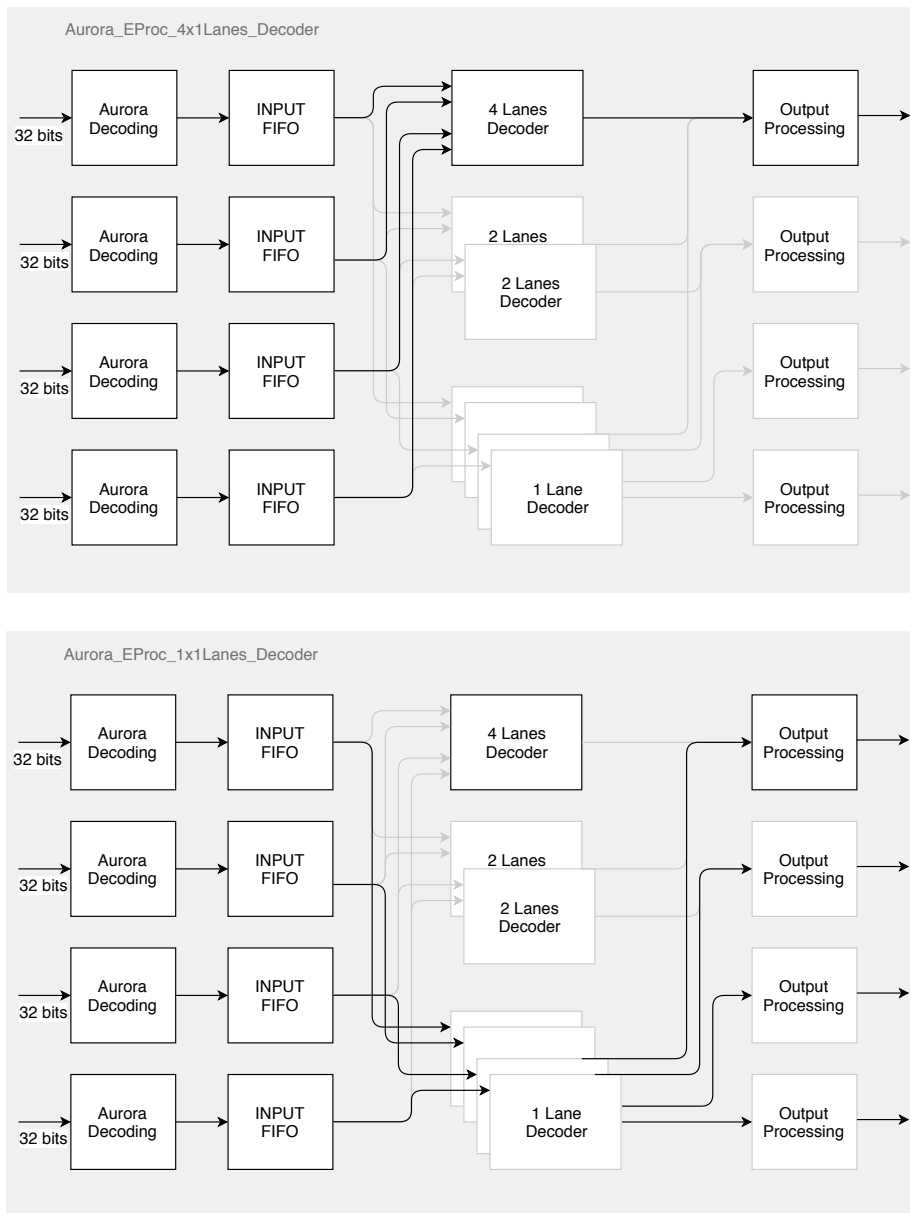 Aurora_EProc_4x1Lanes_Decoder
Aurora
Decoding
INPUT
FIFO
4 Lanes
Decoder
Output
Processing
32 bits
Aurora
Decoding
INPUT
FIFO
2 Lanes
Output
Processing
32 bits
2 Lanes
Decoder
Aurora
Decoding
INPUT
FIFO
Output
Processing
32 bits
Aurora
Decoding
INPUT
FIFO
1 Lane
Decoder
Output
Processing
32 bits
Aurora_EProc_1x1Lanes_Decoder
Aurora
Decoding
INPUT
FIFO
4 Lanes
Decoder
Output
Processing
32 bits
Aurora
Decoding
INPUT
FIFO
2 Lanes
Output
Processing
32 bits
2 Lanes
Decoder
Aurora
Decoding
INPUT
FIFO
Output
Processing
32 bits
Aurora
Decoding
INPUT
FIFO
1 Lane
Decoder
Output
Processing
32 bits